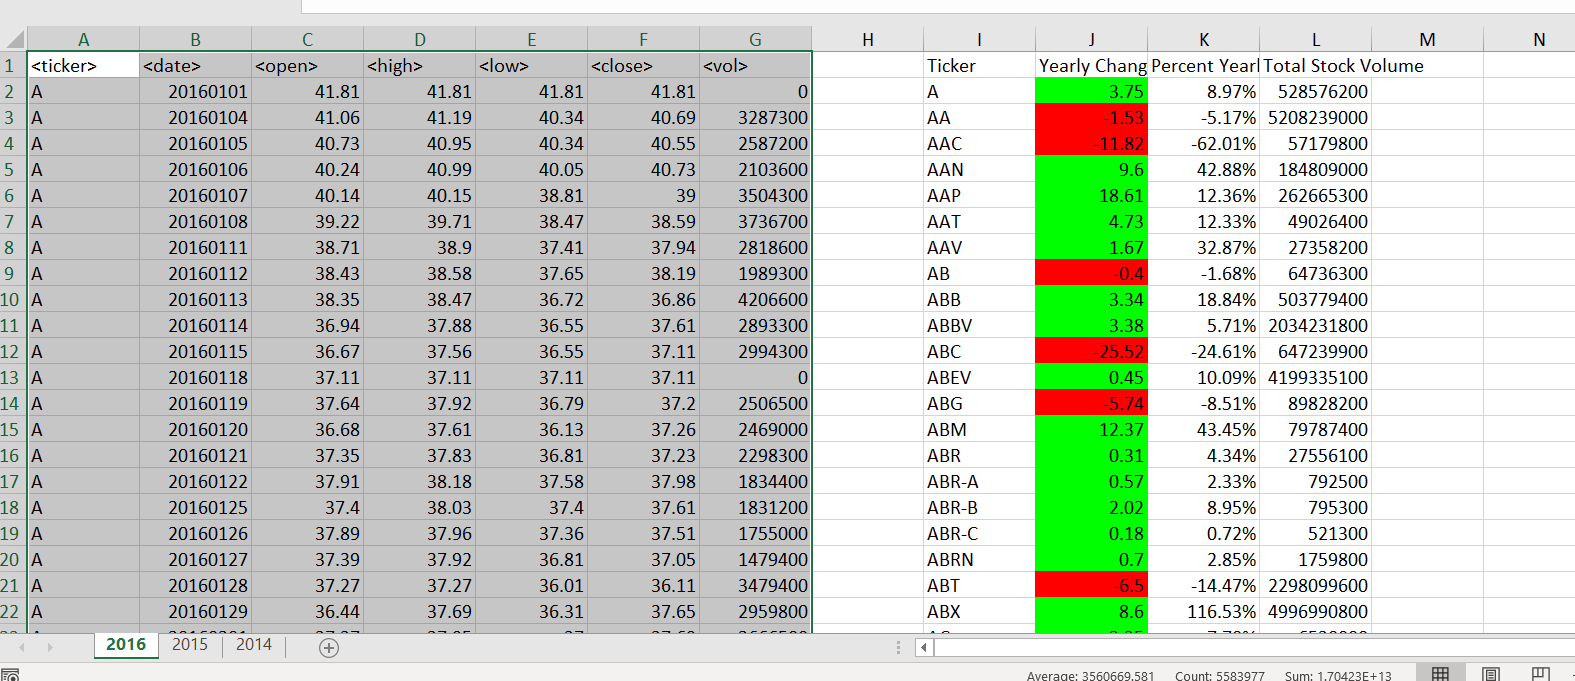 A B C D E F G H I J K L M N
1 <ticker> <date> <open> <high> <low> <close> <vol> Ticker Yearly Chang Percent Yearl Total Stock Volume
2 A 20160101 41.81 41.81 41.81 41.81 0 A 3.75 8.97% 528576200
3 A 20160104 41.06 41.19 40.34 40.69 3287300 AA -1.53 -5.17% 5208239000
4 A 20160105 40.73 40.95 40.34 40.55 2587200 AAC -11.82 -62.01% 57179800
5 A 20160106 40.24 40.99 40.05 40.73 2103600 AAN 9.6 42.88% 184809000
6 A 20160107 40.14 40.15 38.81 39 3504300 AAP 18.61 12.36% 262665300
7 A 20160108 39.22 39.71 38.47 38.59 3736700 AAT 4.73 12.33% 49026400
8 A 20160111 38.71 38.9 37.41 37.94 2818600 AAV 1.67 32.87% 27358200
9 A 20160112 38.43 38.58 37.65 38.19 1989300 AB -0.4 -1.68% 64736300
10 A 20160113 38.35 38.47 36.72 36.86 4206600 ABB 3.34 18.84% 503779400
11 A 20160114 36.94 37.88 36.55 37.61 2893300 ABBV 3.38 5.71% 2034231800
12 A 20160115 36.67 37.56 36.55 37.11 2994300 ABC -25.52 -24.61% 647239900
13 A 20160118 37.11 37.11 37.11 37.11 0 ABEV 0.45 10.09% 4199335100
14 A 20160119 37.64 37.92 36.79 37.2 2506500 ABG -5.74 -8.51% 89828200
15 A 20160120 36.68 37.61 36.13 37.26 2469000 ABM 12.37 43.45% 79787400
16 A 20160121 37.35 37.83 36.81 37.23 2298300 ABR 0.31 4.34% 27556100
17 A 20160122 37.91 38.18 37.58 37.98 1834400 ABR-A 0.57 2.33% 792500
18 A 20160125 37.4 38.03 37.4 37.61 1831200 ABR-B 2.02 8.95% 795300
19 A 20160126 37.89 37.96 37.36 37.51 1755000 ABR-C 0.18 0.72% 521300
20 A 20160127 37.39 37.92 36.81 37.05 1479400 ABRN 0.7 2.85% 1759800
21 A 20160128 37.27 37.27 36.01 36.11 3479400 ABT -6.5 -14.47% 2298099600
22 A 20160129 36.44 37.69 36.31 37.65 2959800 ABX 8.6 116.53% 4996990800
2016 2015 2014
Average: 3560669.581 Count: 5583977 Sum: 1.70423E+13